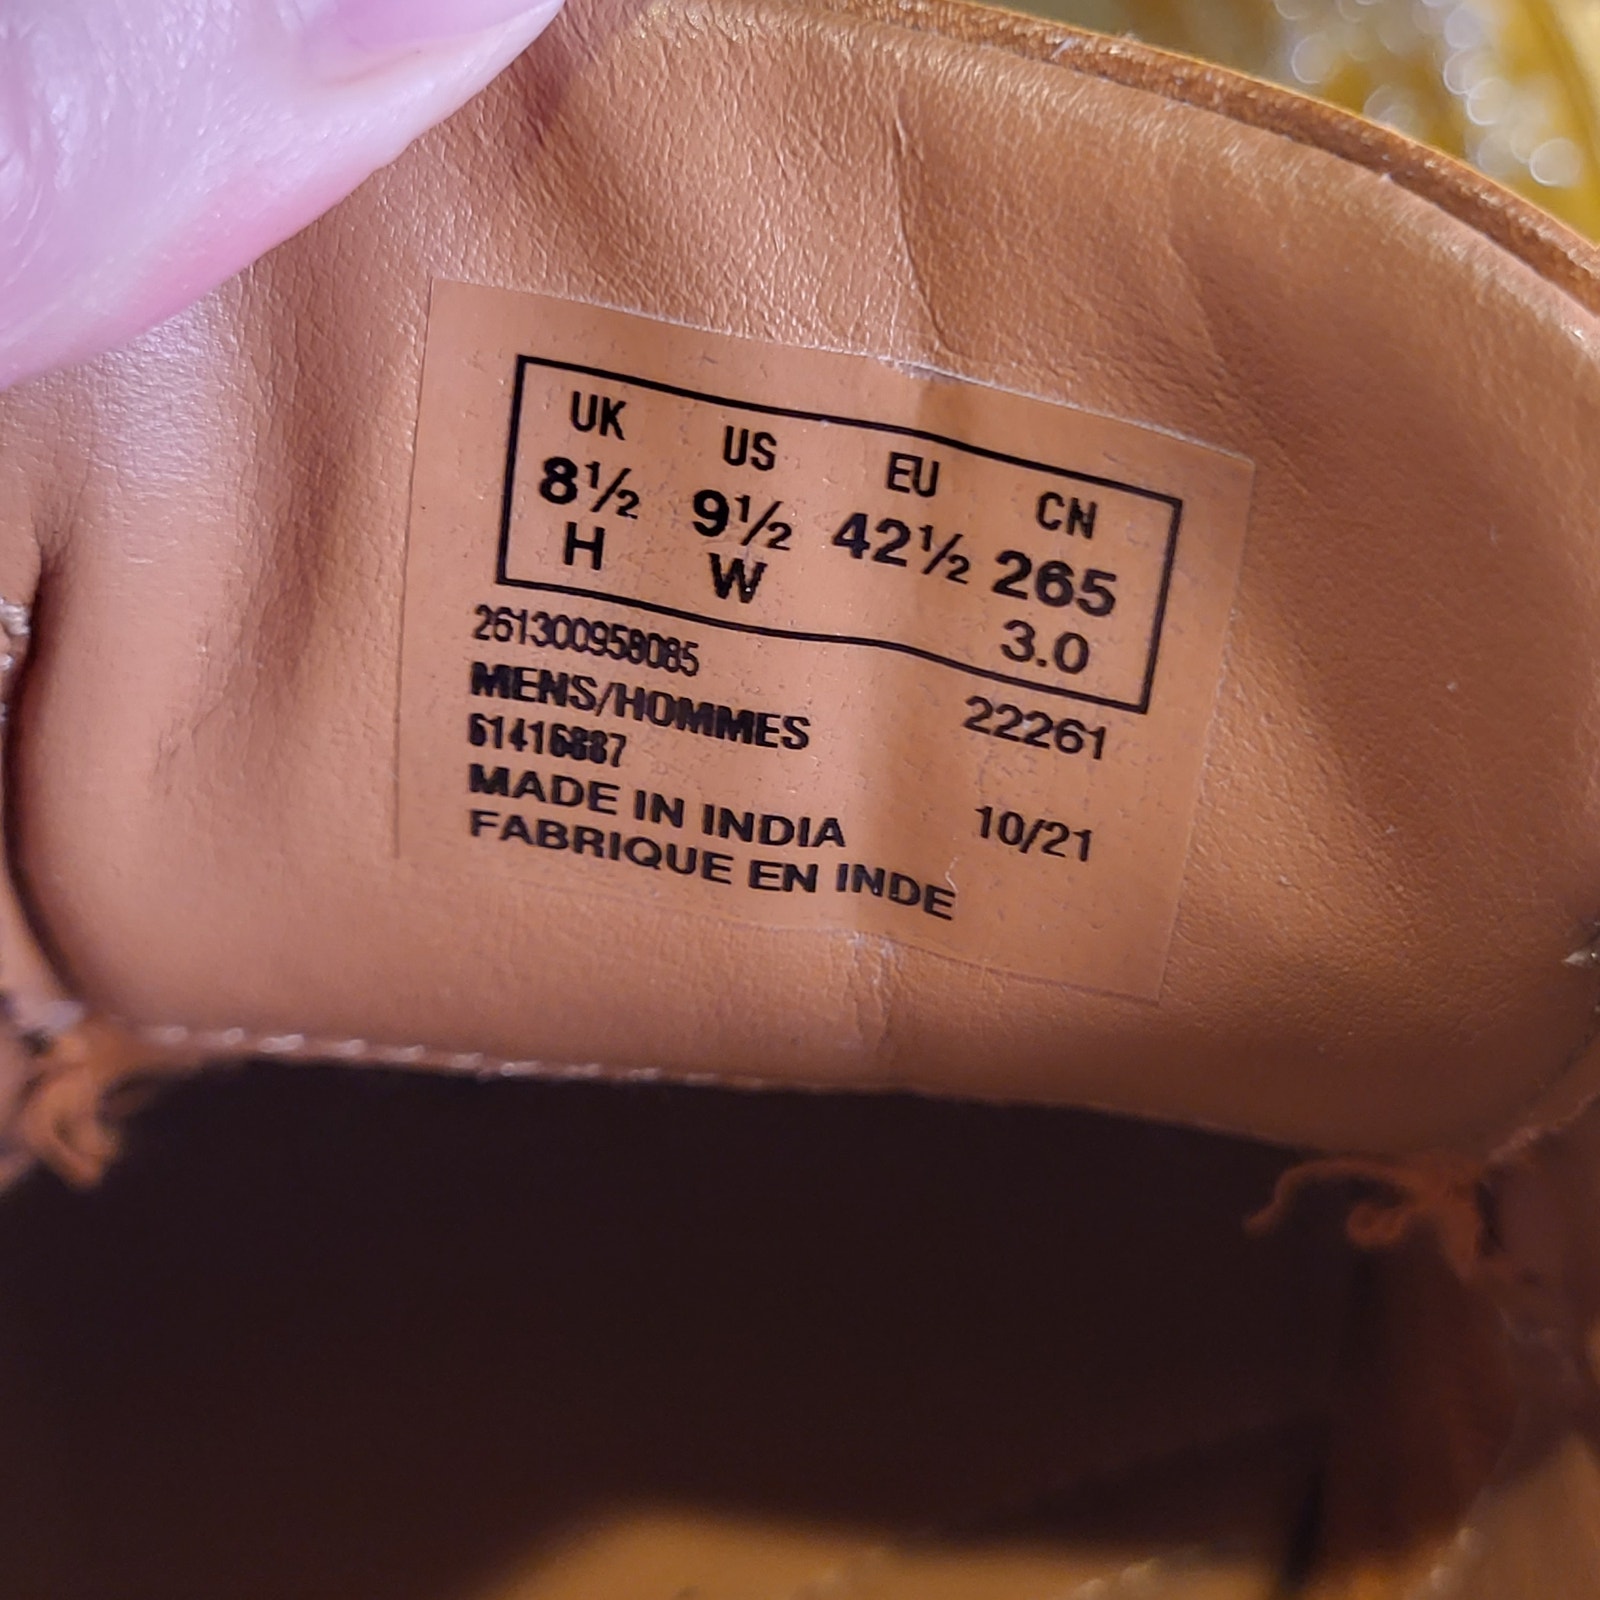 UK US EU CN
8½ 9½ 42½ 265
H W 3.0
261300958085
MENS/HOMMES 22261
61416887
MADE IN INDIA 10/21
FABRIQUE EN INDE